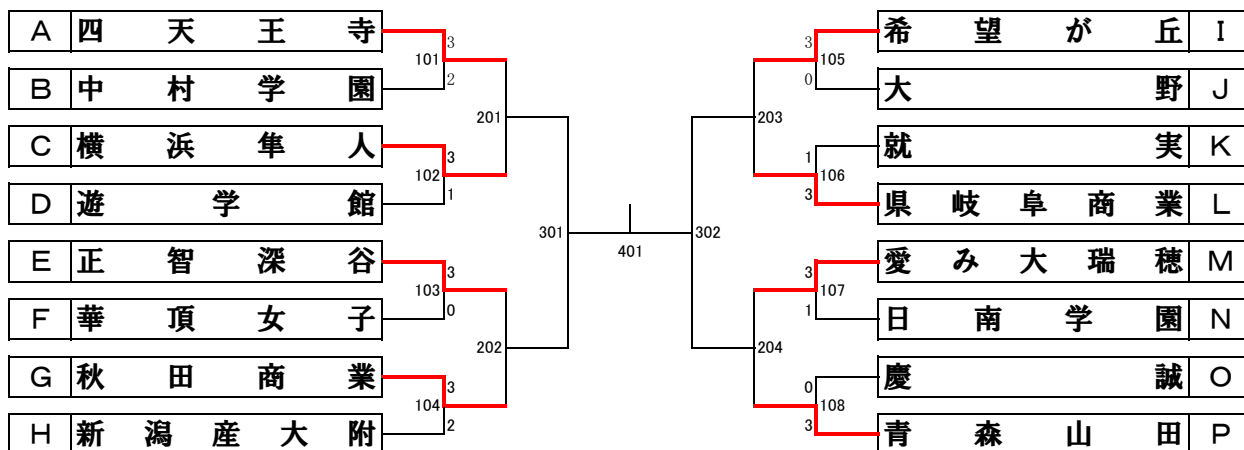 A 四天王寺 3 3 希望が丘 I
101 105
B 中村学園 2 0 大野 J
201 203
C 横浜隼人 3 1 就実 K
102 106
D 遊学館 1 3 県岐阜商業 L
301 401 302
E 正智深谷 3 3 愛み大瑞穂 M
103 107
F 華頂女子 0 1 日南学園 N
202 204
G 秋田商業 3 0 慶誠 O
104 108
H 新潟産大附 2 3 青森山田 P